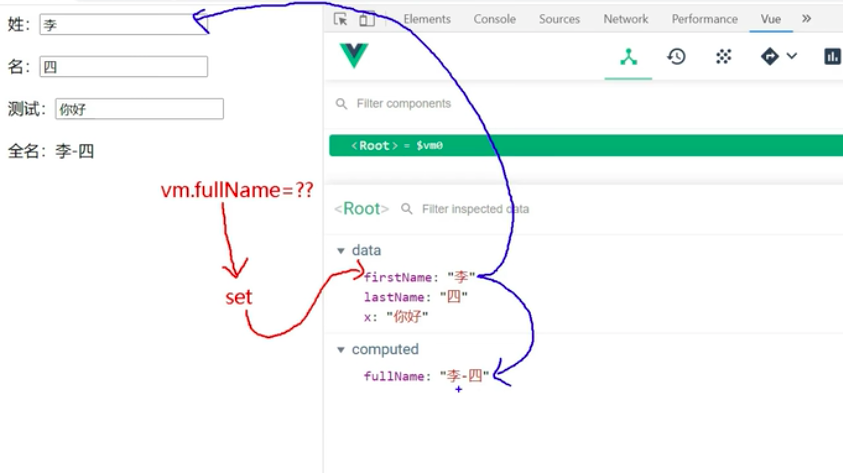 姓： 李
名： 四
测试： 你好
全名：李-四
vm.fullName=??
set
Elements Console Sources Network Performance Vue »
Filter components
<Root> = $vm0
<Root> Filter inspected data
data
firstName: "李"
lastName: "四"
x: "你好"
computed
fullName: "李-四"